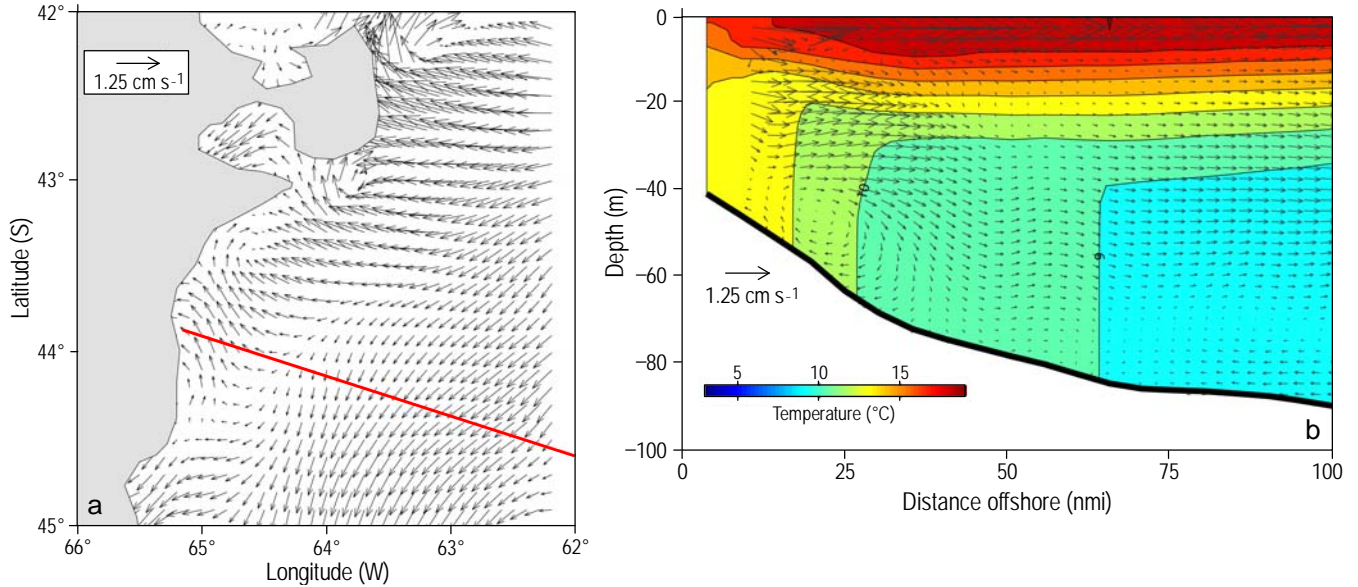 42°
43°
44°
45°
Latitude (S)
1.25 cm s-1
a
66°
65°
64°
63°
62°
Longitude (W)
0
−20
−40
−60
−80
−100
Depth (m)
10
9
1.25 cm s-1
5
10
15
Temperature (°C)
b
0
25
50
75
100
Distance offshore (nmi)